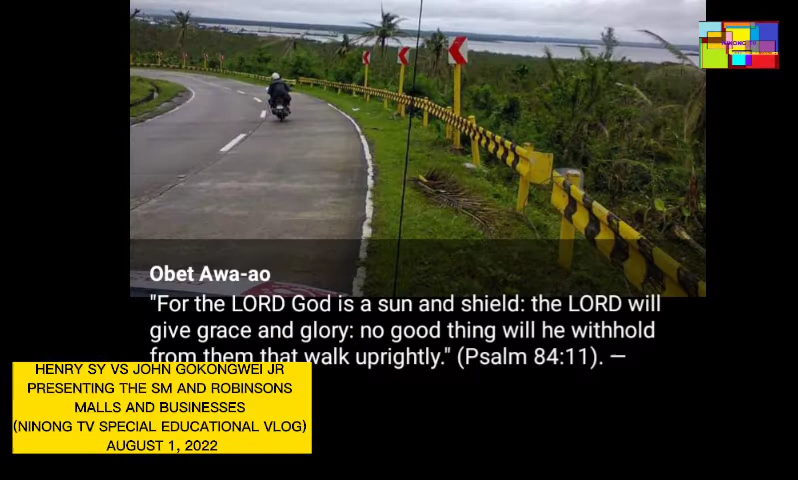 NINONG TV
Obet Awa-ao
"For the LORD God is a sun and shield: the LORD will
give grace and glory: no good thing will he withhold
from them that walk uprightly." (Psalm 84:11). —
HENRY SY VS JOHN GOKONGWEI JR
PRESENTING THE SM AND ROBINSONS
MALLS AND BUSINESSES
(NINONG TV SPECIAL EDUCATIONAL VLOG)
AUGUST 1, 2022